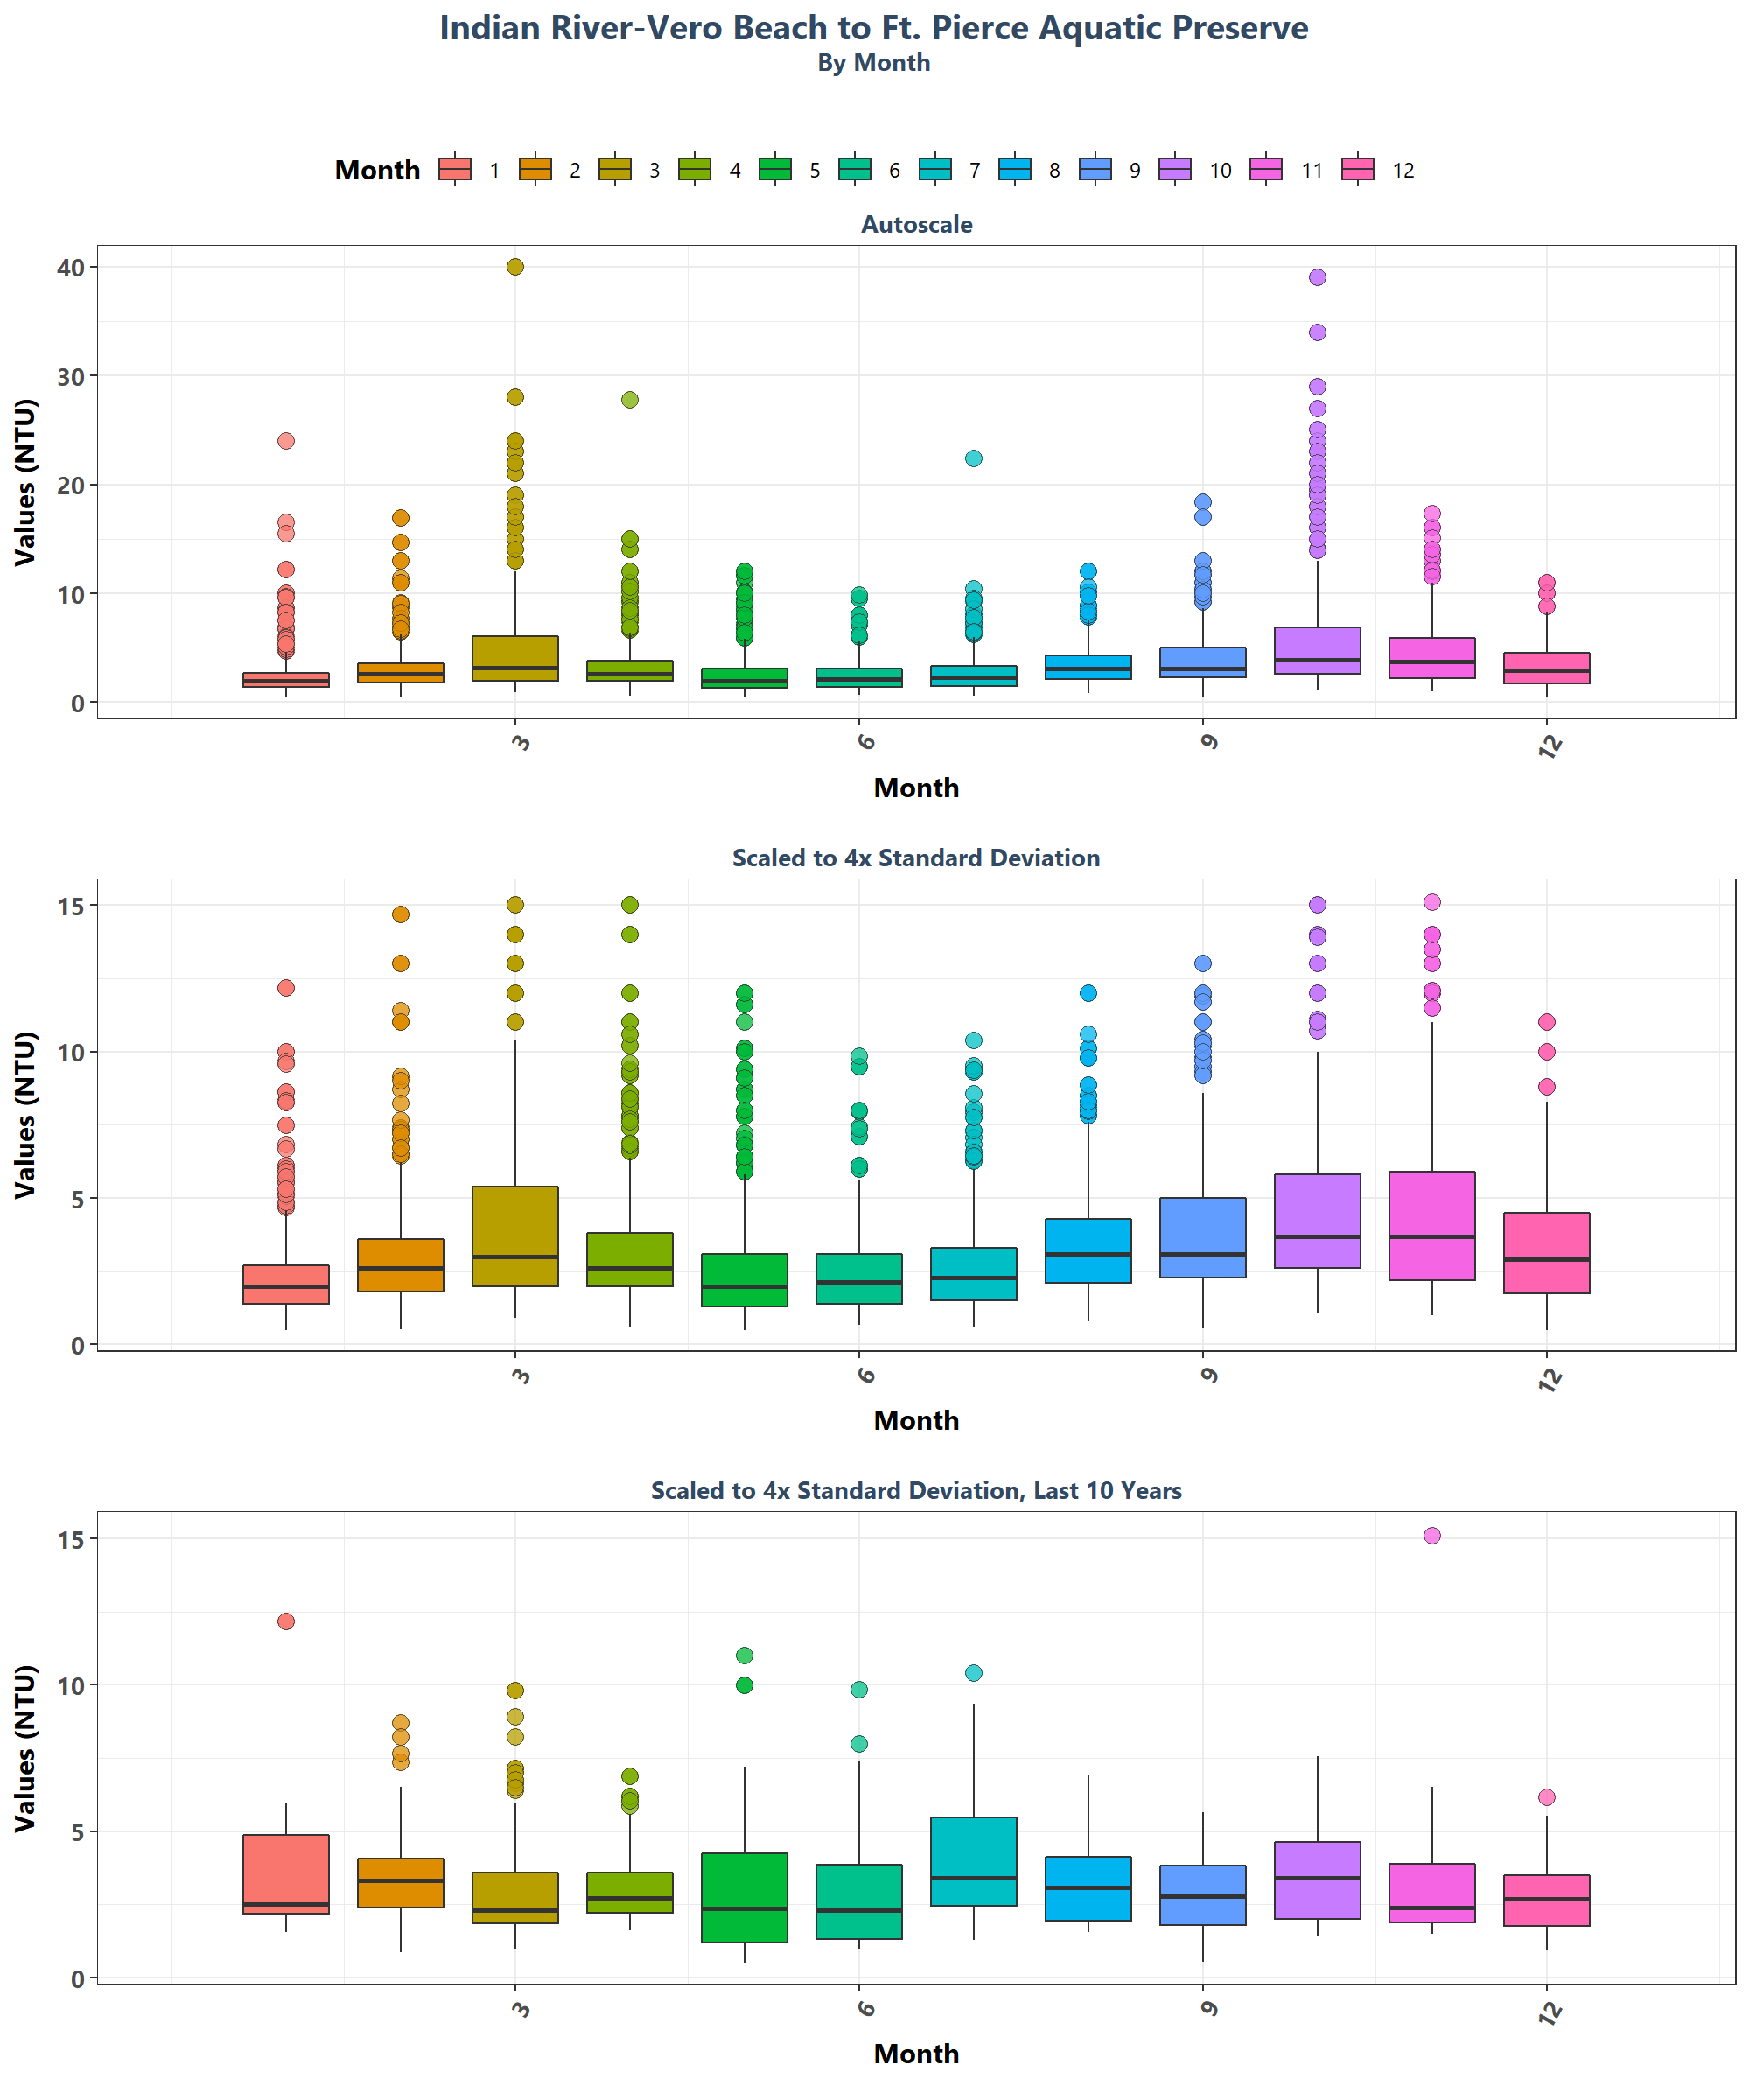 Indian River-Vero Beach to Ft. Pierce Aquatic Preserve
By Month
Month 1 2 3 4 5 6 7 8 9 10 11 12
Autoscale
Values (NTU)
40
30
20
10
0
3 6 9 12
Month
Scaled to 4x Standard Deviation
Values (NTU)
15
10
5
0
3 6 9 12
Month
Scaled to 4x Standard Deviation, Last 10 Years
Values (NTU)
15
10
5
0
3 6 9 12
Month